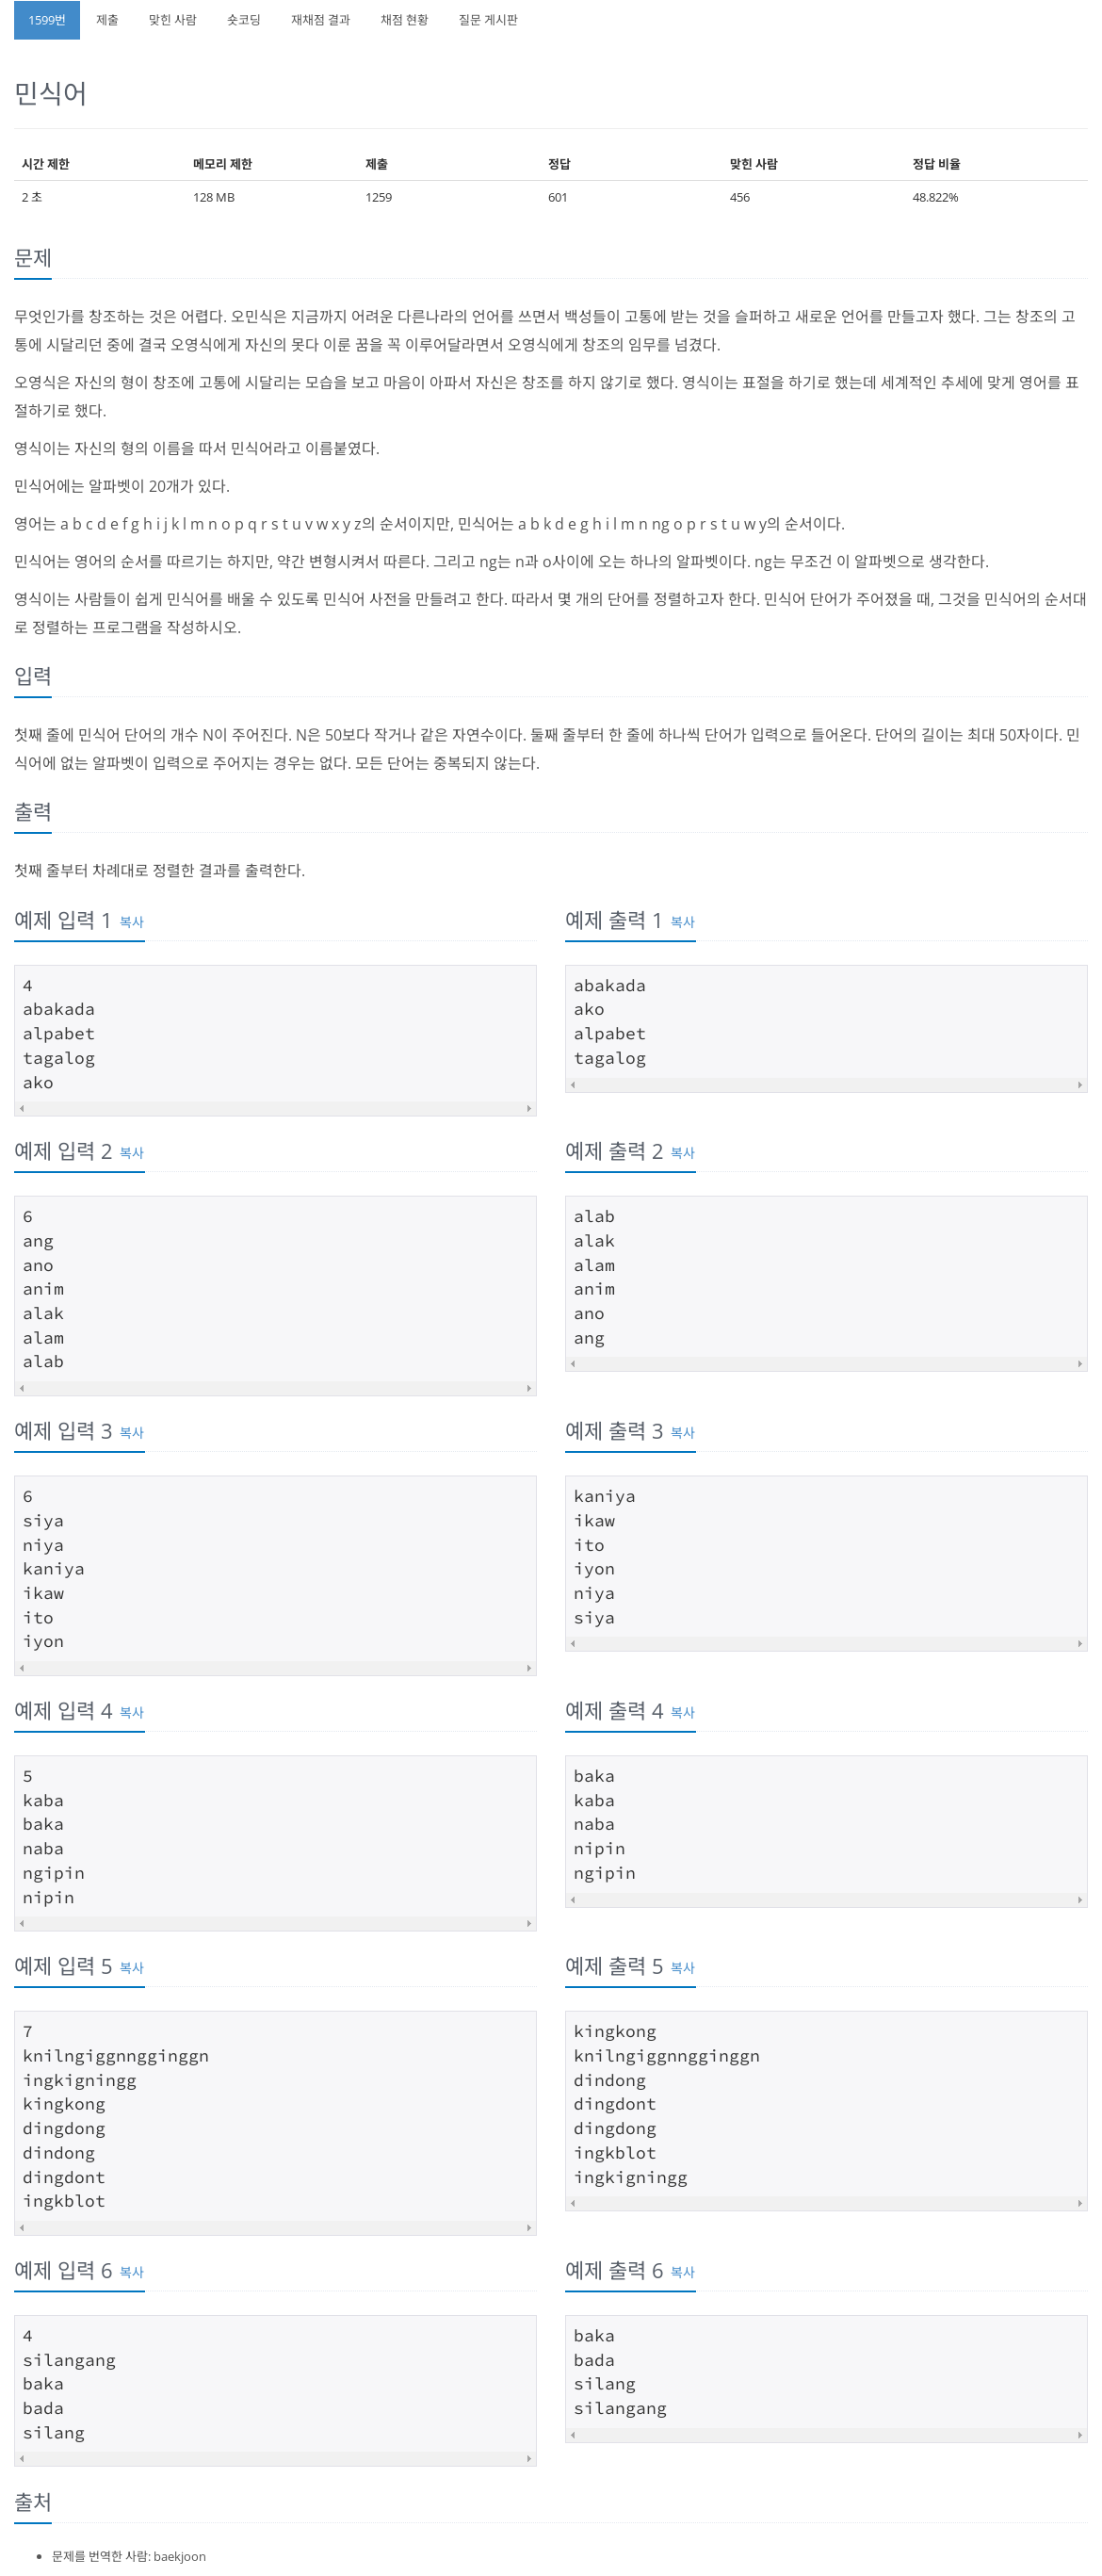 1599번 제출 맞힌 사람 숏코딩 재채점 결과 채점 현황 질문 게시판
민식어
시간 제한 메모리 제한 제출 정답 맞힌 사람 정답 비율
2 초 128 MB 1259 601 456 48.822%
문제
무엇인가를 창조하는 것은 어렵다. 오민식은 지금까지 어려운 다른나라의 언어를 쓰면서 백성들이 고통에 받는 것을 슬퍼하고 새로운 언어를 만들고자 했다. 그는 창조의 고
통에 시달리던 중에 결국 오영식에게 자신의 못다 이룬 꿈을 꼭 이루어달라면서 오영식에게 창조의 임무를 넘겼다.
오영식은 자신의 형이 창조에 고통에 시달리는 모습을 보고 마음이 아파서 자신은 창조를 하지 않기로 했다. 영식이는 표절을 하기로 했는데 세계적인 추세에 맞게 영어를 표
절하기로 했다.
영식이는 자신의 형의 이름을 따서 민식어라고 이름붙였다.
민식어에는 알파벳이 20개가 있다.
영어는 a b c d e f g h i j k l m n o p q r s t u v w x y z의 순서이지만, 민식어는 a b k d e g h i l m n ng o p r s t u w y의 순서이다.
민식어는 영어의 순서를 따르기는 하지만, 약간 변형시켜서 따른다. 그리고 ng는 n과 o사이에 오는 하나의 알파벳이다. ng는 무조건 이 알파벳으로 생각한다.
영식이는 사람들이 쉽게 민식어를 배울 수 있도록 민식어 사전을 만들려고 한다. 따라서 몇 개의 단어를 정렬하고자 한다. 민식어 단어가 주어졌을 때, 그것을 민식어의 순서대
로 정렬하는 프로그램을 작성하시오.
입력
첫째 줄에 민식어 단어의 개수 N이 주어진다. N은 50보다 작거나 같은 자연수이다. 둘째 줄부터 한 줄에 하나씩 단어가 입력으로 들어온다. 단어의 길이는 최대 50자이다. 민
식어에 없는 알파벳이 입력으로 주어지는 경우는 없다. 모든 단어는 중복되지 않는다.
출력
첫째 줄부터 차례대로 정렬한 결과를 출력한다.
예제 입력 1 복사
4
abakada
alpabet
tagalog
ako
예제 출력 1 복사
abakada
ako
alpabet
tagalog
예제 입력 2 복사
6
ang
ano
anim
alak
alam
alab
예제 출력 2 복사
alab
alak
alam
anim
ano
ang
예제 입력 3 복사
6
siya
niya
kaniya
ikaw
ito
iyon
예제 출력 3 복사
kaniya
ikaw
ito
iyon
niya
siya
예제 입력 4 복사
5
kaba
baka
naba
ngipin
nipin
예제 출력 4 복사
baka
kaba
naba
nipin
ngipin
예제 입력 5 복사
7
knilngiggnngginggn
ingkigningg
kingkong
dingdong
dindong
dingdont
ingkblot
예제 출력 5 복사
kingkong
knilngiggnngginggn
dindong
dingdont
dingdong
ingkblot
ingkigningg
예제 입력 6 복사
4
silangang
baka
bada
silang
예제 출력 6 복사
baka
bada
silang
silangang
출처
• 문제를 번역한 사람: baekjoon